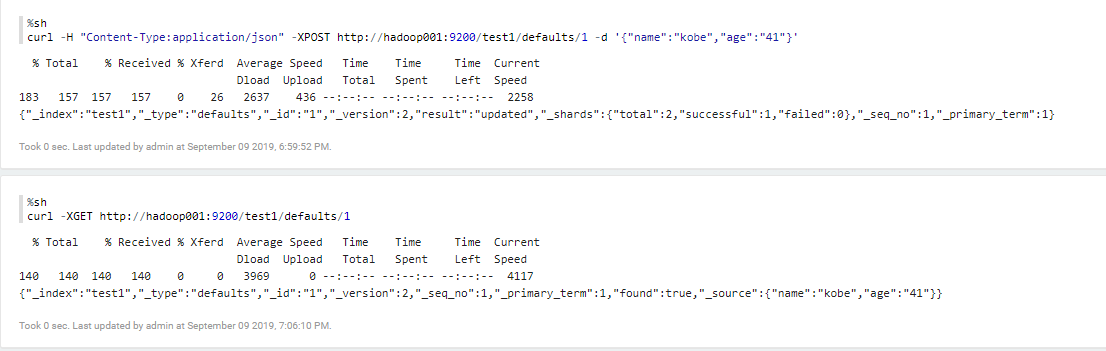 %sh
curl -H "Content-Type:application/json" -XPOST http://hadoop001:9200/test1/defaults/1 -d '{"name":"kobe","age":"41"}'
% Total % Received % Xferd Average Speed Time Time Time Current
Dload Upload Total Spent Left Speed
183 157 157 157 0 26 2637 436 --:--:-- --:--:-- --:--:-- 2258
{"_index":"test1","_type":"defaults","_id":"1","_version":2,"result":"updated","_shards":{"total":2,"successful":1,"failed":0},"_seq_no":1,"_primary_term":1}
Took 0 sec. Last updated by admin at September 09 2019, 6:59:52 PM.
%sh
curl -XGET http://hadoop001:9200/test1/defaults/1
% Total % Received % Xferd Average Speed Time Time Time Current
Dload Upload Total Spent Left Speed
140 140 140 140 0 0 3969 0 --:--:-- --:--:-- --:--:-- 4117
{"_index":"test1","_type":"defaults","_id":"1","_version":2,"_seq_no":1,"_primary_term":1,"found":true,"_source":{"name":"kobe","age":"41"}}
Took 0 sec. Last updated by admin at September 09 2019, 7:06:10 PM.